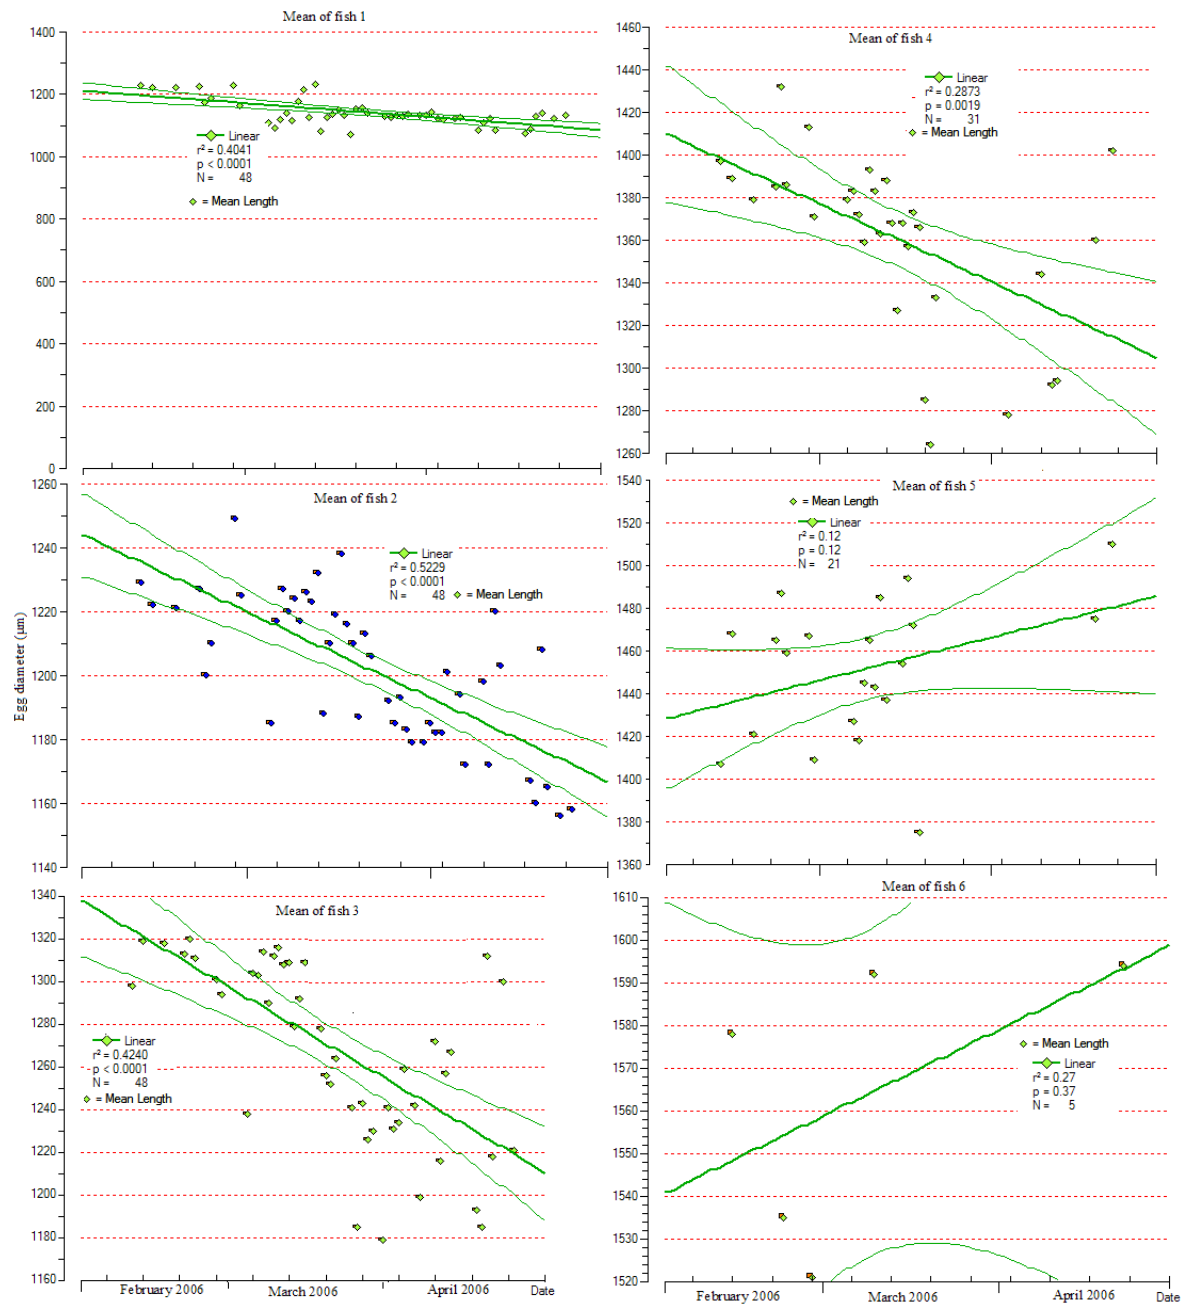 Mean of fish 1
1400
1200
1000
800
600
400
200
0
Linear
r² = 0.4041
p < 0.0001
N = 48
= Mean Length
Mean of fish 4
1460
1440
1420
1400
1380
1360
1340
1320
1300
1280
1260
Linear
r² = 0.2873
p = 0.0019
N = 31
= Mean Length
Egg diameter (µm)
Mean of fish 2
1260
1240
1220
1200
1180
1160
1140
Linear
r² = 0.5229
p < 0.0001
N = 48
= Mean Length
Mean of fish 5
1540
1520
1500
1480
1460
1440
1420
1400
1380
1360
= Mean Length
Linear
r² = 0.12
p = 0.12
N = 21
Mean of fish 3
1340
1320
1300
1280
1260
1240
1220
1200
1180
1160
Linear
r² = 0.4240
p < 0.0001
N = 48
= Mean Length
February 2006
March 2006
April 2006
Date
Mean of fish 6
1610
1600
1590
1580
1570
1560
1550
1540
1530
1520
= Mean Length
Linear
r² = 0.27
p = 0.37
N = 5
February 2006
March 2006
April 2006
Date